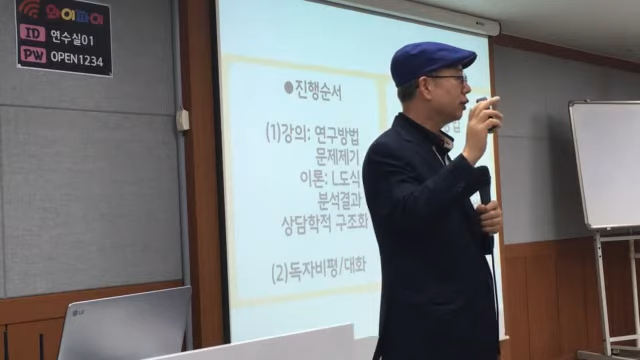 와이파이
ID 연수실01
PW OPEN1234
●진행순서
(1)강의: 연구방법
문제제기
이론: L도식
분석결과
상담학적 구조화
(2)독자비평/대화
LG